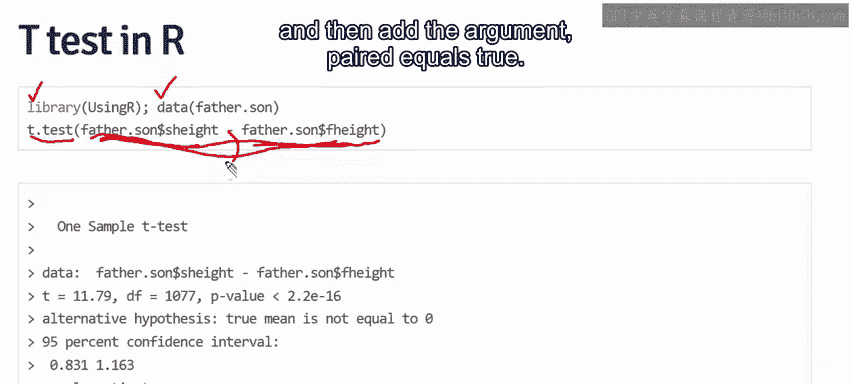 T test in R
and then add the argument,
paired equals true.
library(UsingR); data(father.son)
t.test(father.son$sheight - father.son$fheight)
>
> One Sample t-test
>
> data: father.son$sheight - father.son$fheight
> t = 11.79, df = 1077, p-value < 2.2e-16
> alternative hypothesis: true mean is not equal to 0
> 95 percent confidence interval:
> 0.831 1.163